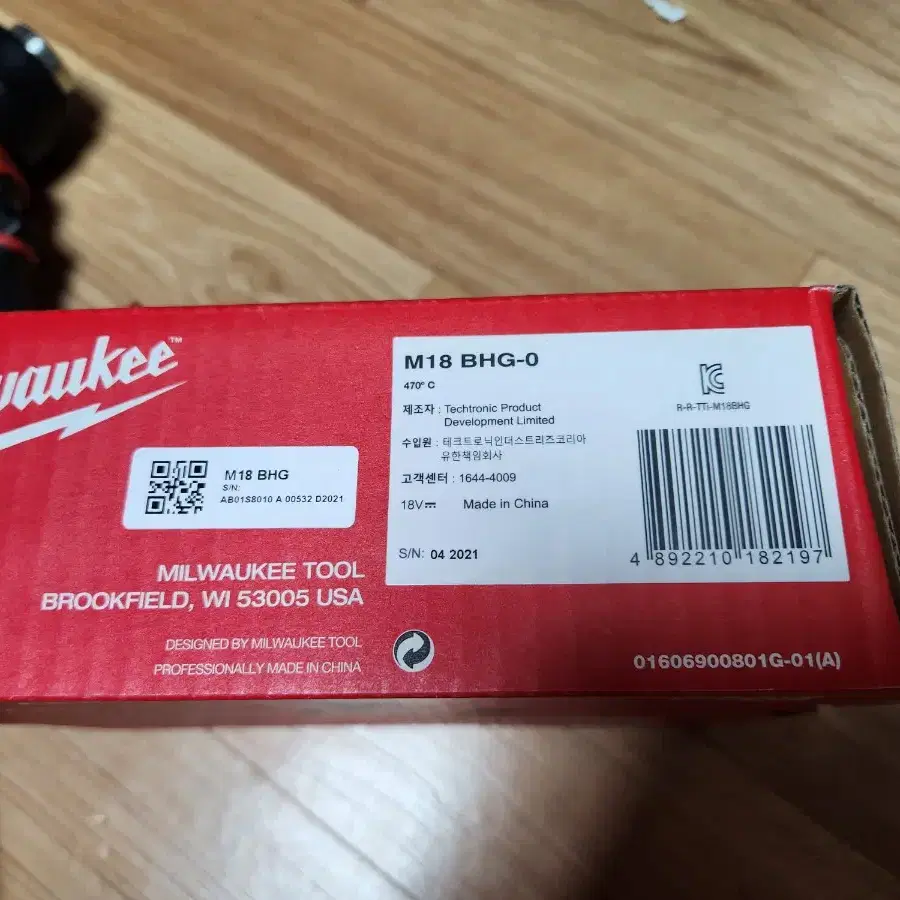 waukee™
M18 BHG
S/N:
AB01S8010 A 00532 D2021
MILWAUKEE TOOL
BROOKFIELD, WI 53005 USA
DESIGNED BY MILWAUKEE TOOL
PROFESSIONALLY MADE IN CHINA
M18 BHG-0
470° C
제조자 : Techtronic Product
Development Limited
수입원 : 테크트로닉인더스트리즈코리아
유한책임회사
고객센터 : 1644-4009
18V⎓ Made in China
S/N: 04 2021
R-R-TTi-M18BHG
4 892210 182197
01606900801G-01(A)